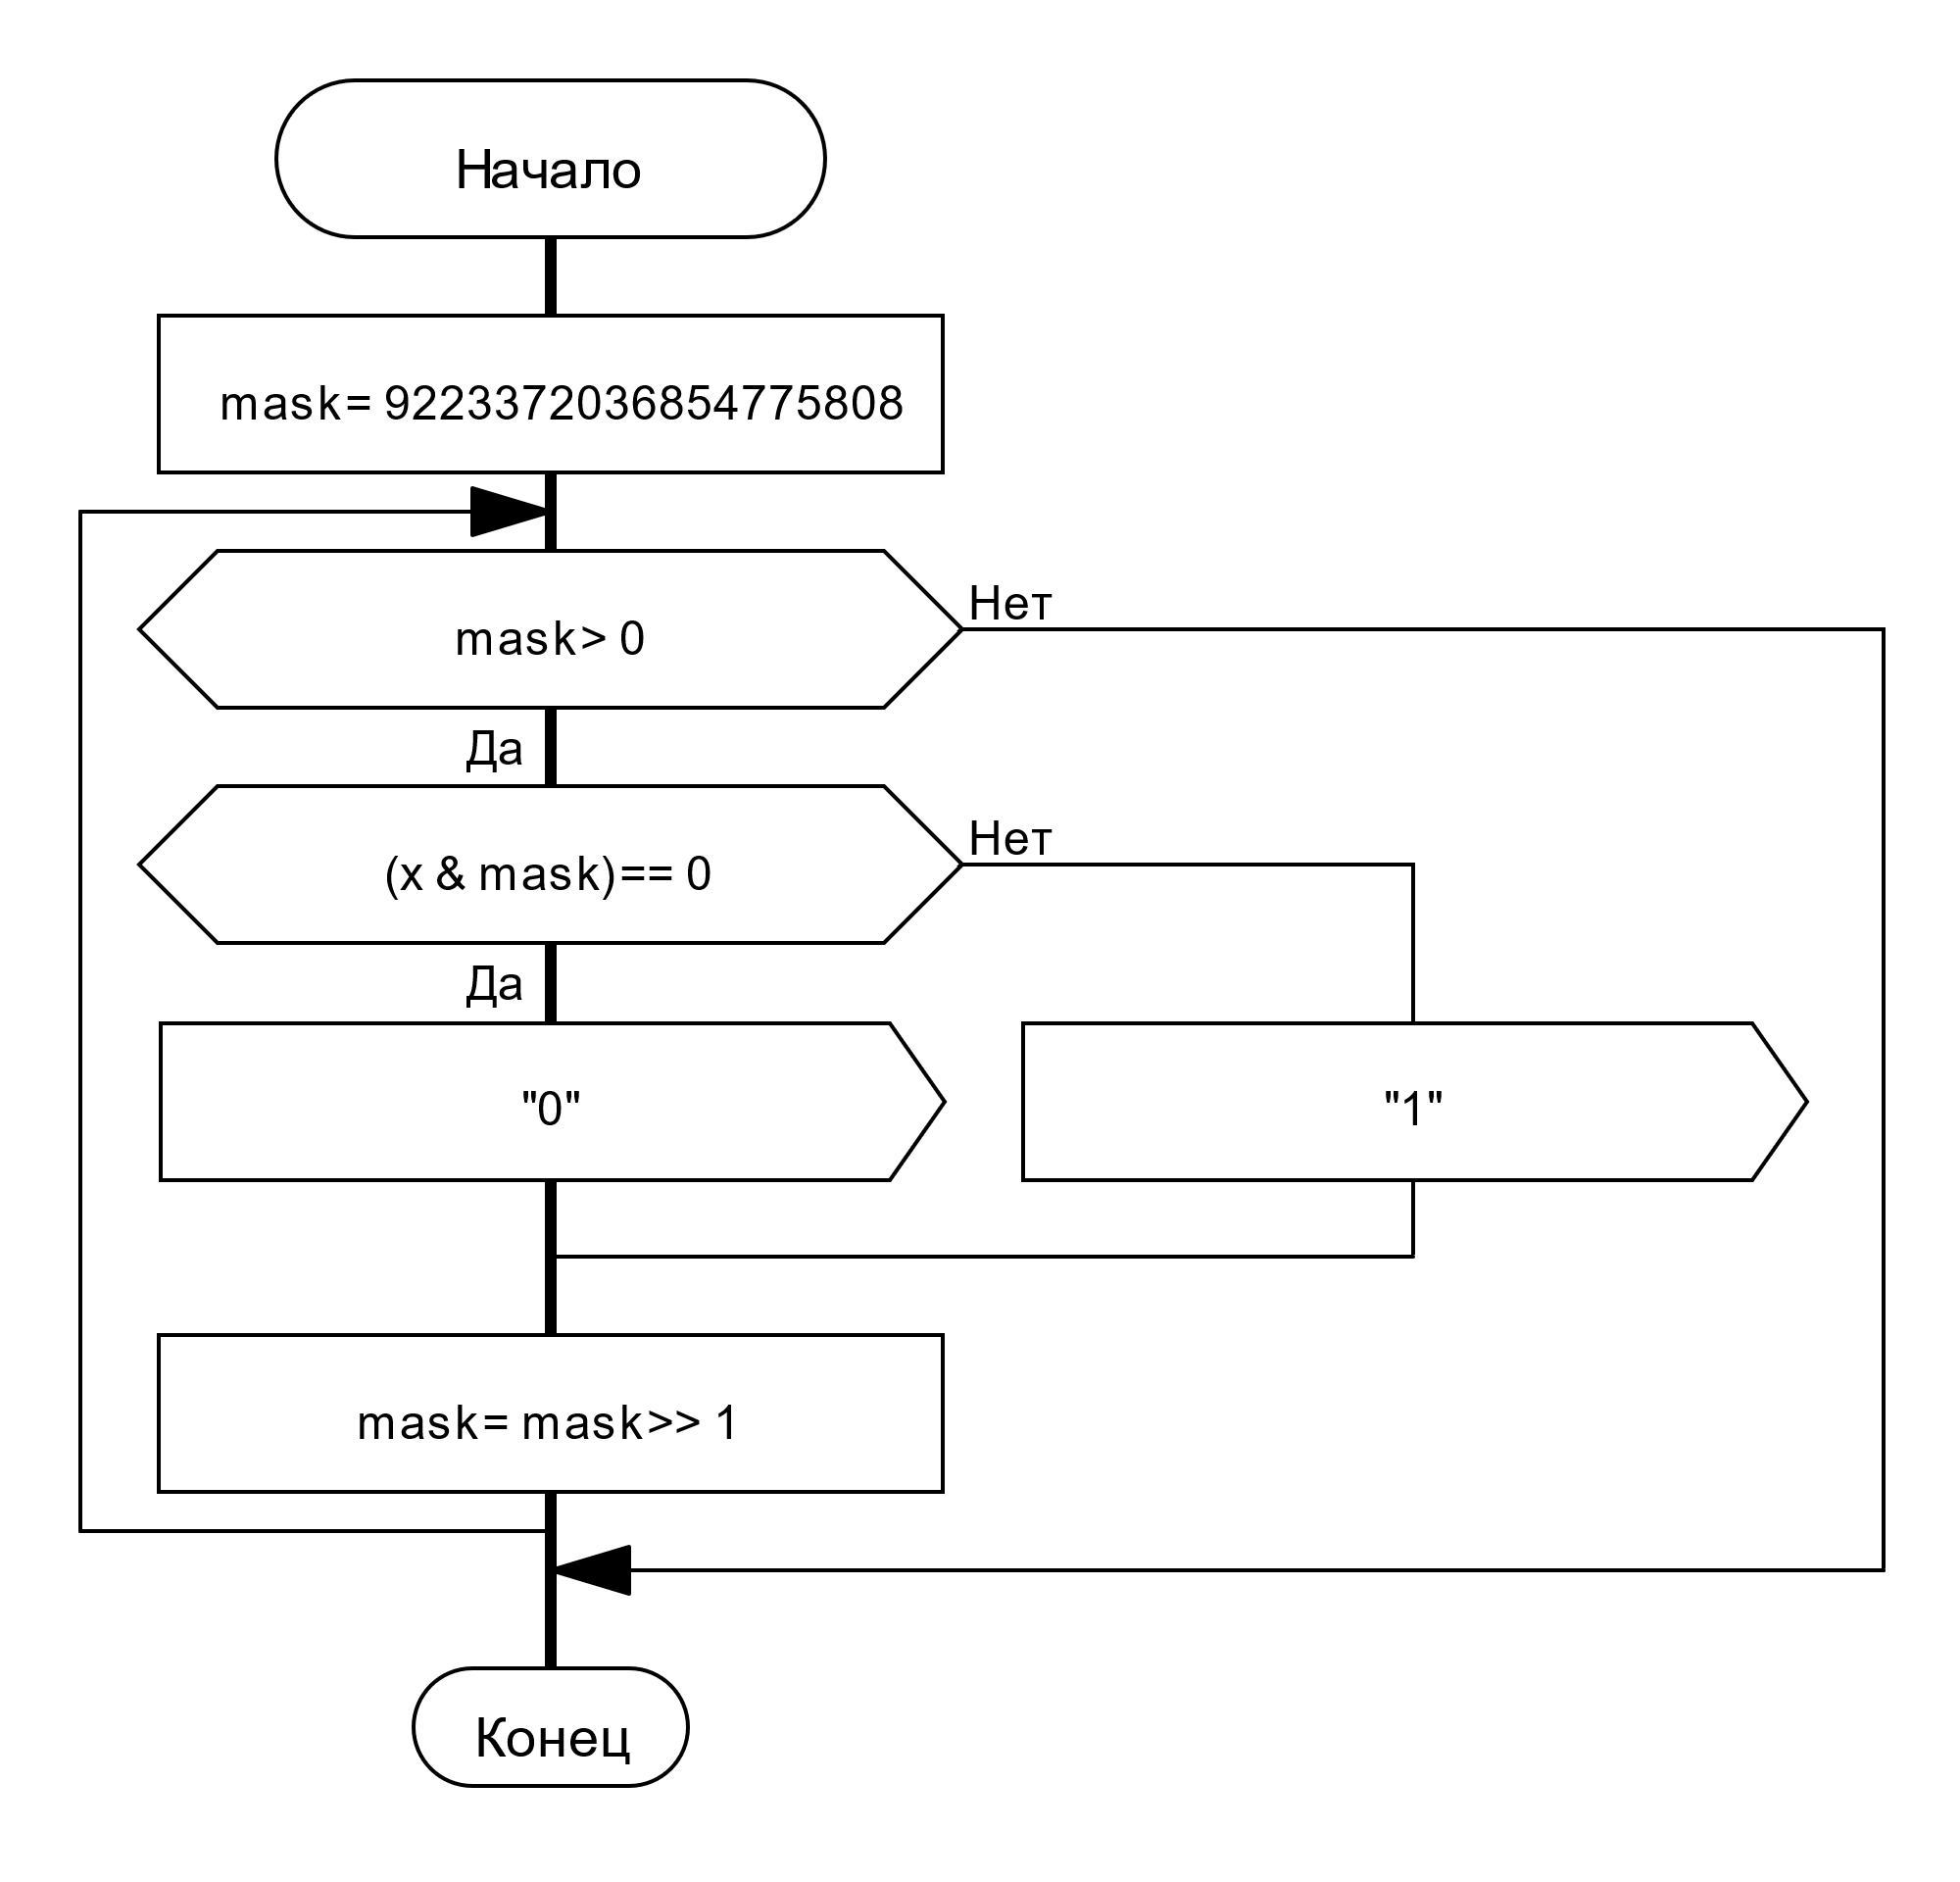 Начало
mask= 9223372036854775808
mask> 0
Нет
Да
(x & mask)== 0
Нет
Да
"0"
"1"
mask= mask>> 1
Конец